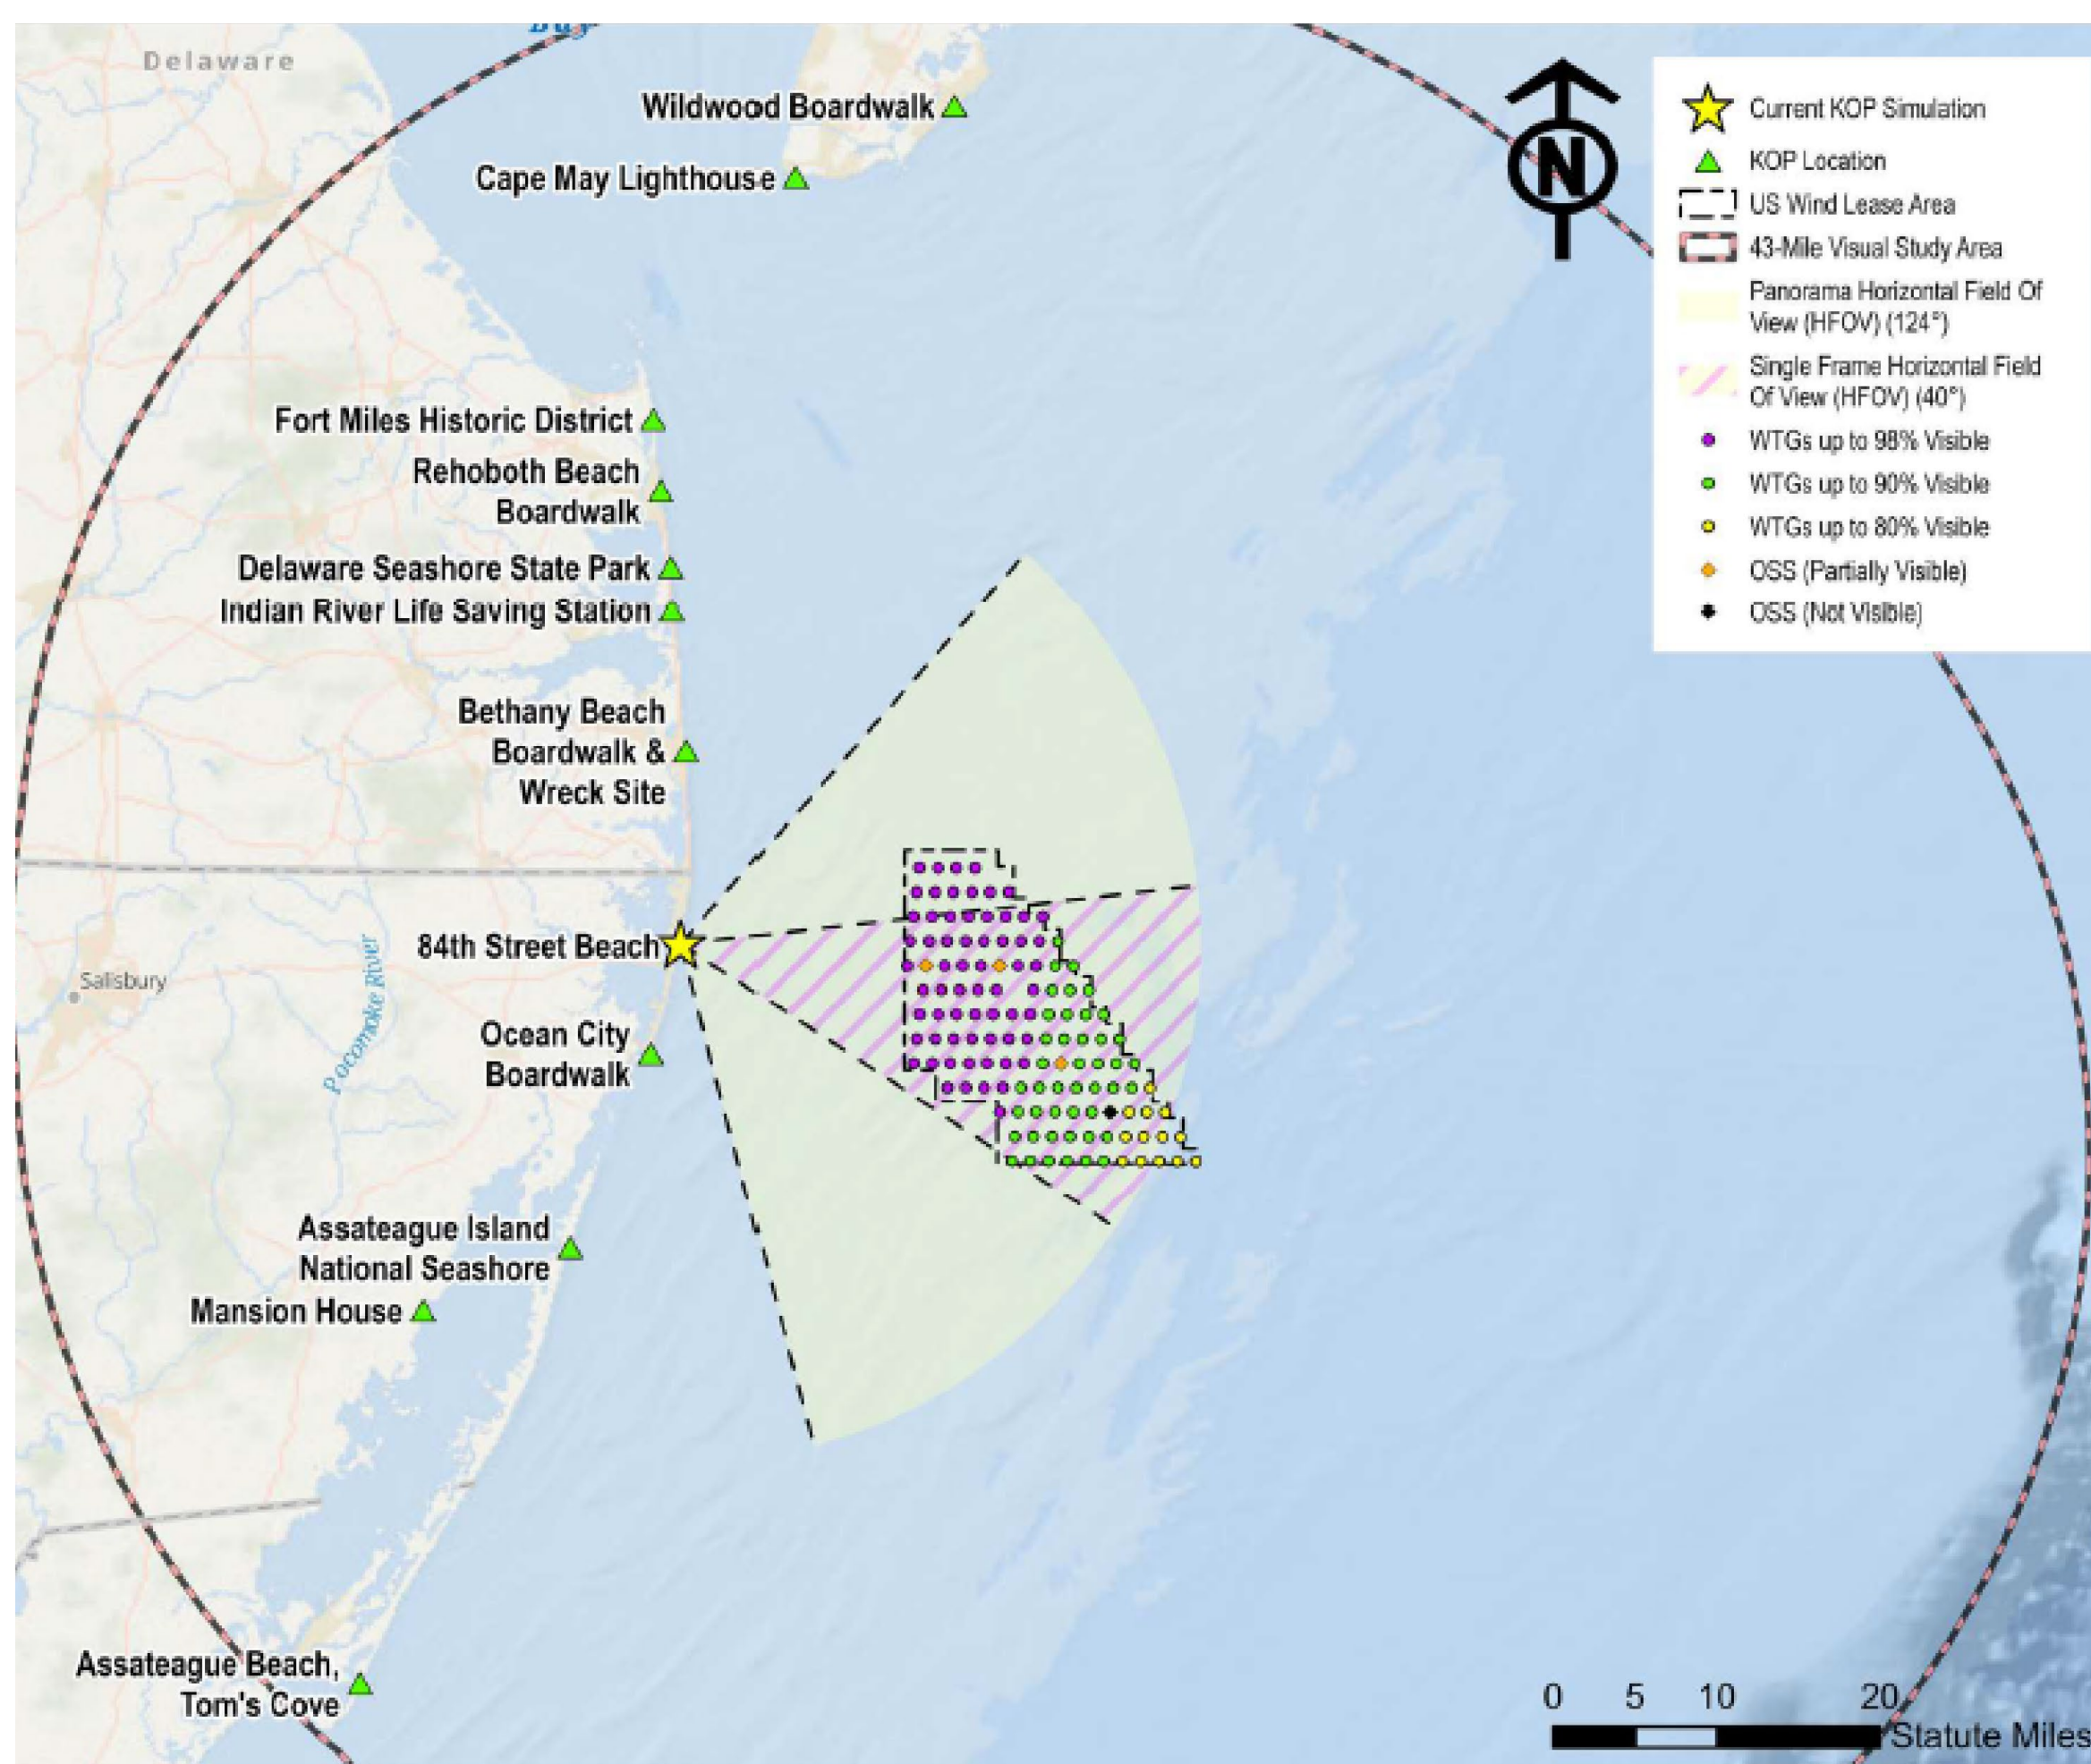 Delaware
Bay
Wildwood Boardwalk
Cape May Lighthouse
N
Current KOP Simulation
KOP Location
US Wind Lease Area
43-Mile Visual Study Area
Panorama Horizontal Field Of
View (HFOV) (124°)
Single Frame Horizontal Field
Of View (HFOV) (40°)
WTGs up to 98% Visible
WTGs up to 90% Visible
WTGs up to 80% Visible
OSS (Partially Visible)
OSS (Not Visible)
Fort Miles Historic District
Rehoboth Beach
Boardwalk
Delaware Seashore State Park
Indian River Life Saving Station
Bethany Beach
Boardwalk &
Wreck Site
84th Street Beach
Salisbury
Pocomoke River
Ocean City
Boardwalk
Assateague Island
National Seashore
Mansion House
Assateague Beach,
Tom's Cove
0 5 10 20
Statute Miles